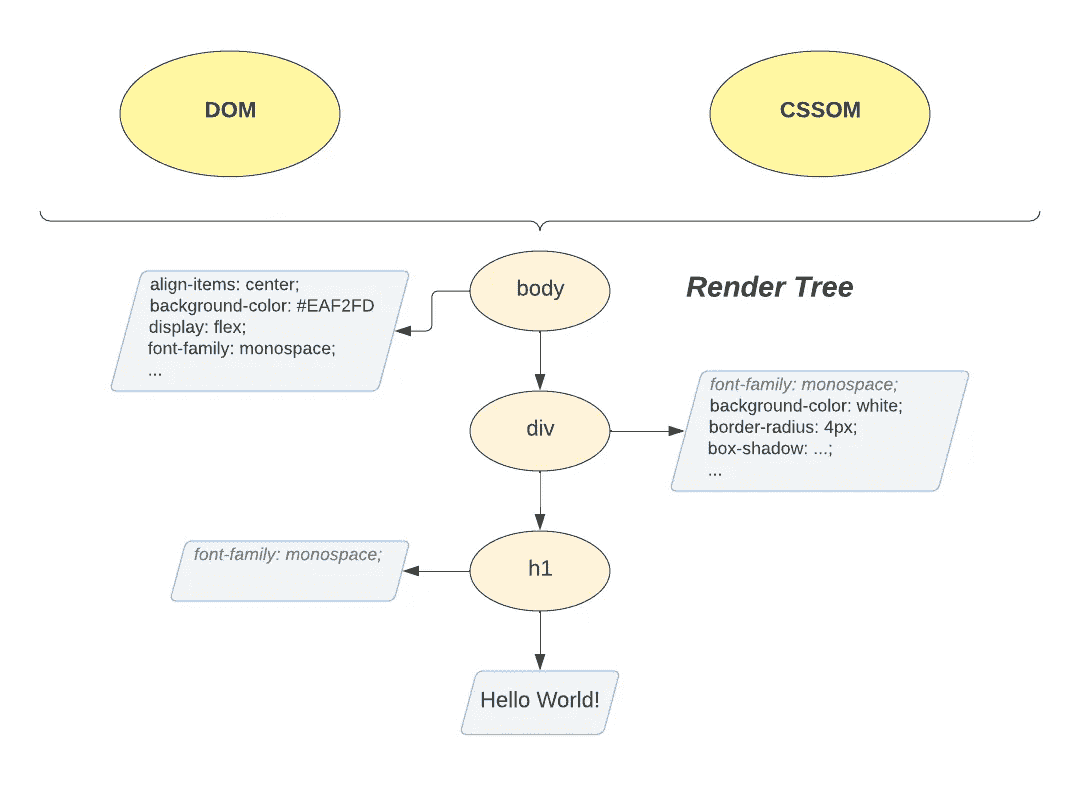 DOM
CSSOM
body
Render Tree
align-items: center;
background-color: #EAF2FD
display: flex;
font-family: monospace;
...
div
font-family: monospace;
background-color: white;
border-radius: 4px;
box-shadow: ...;
...
h1
font-family: monospace;
Hello World!